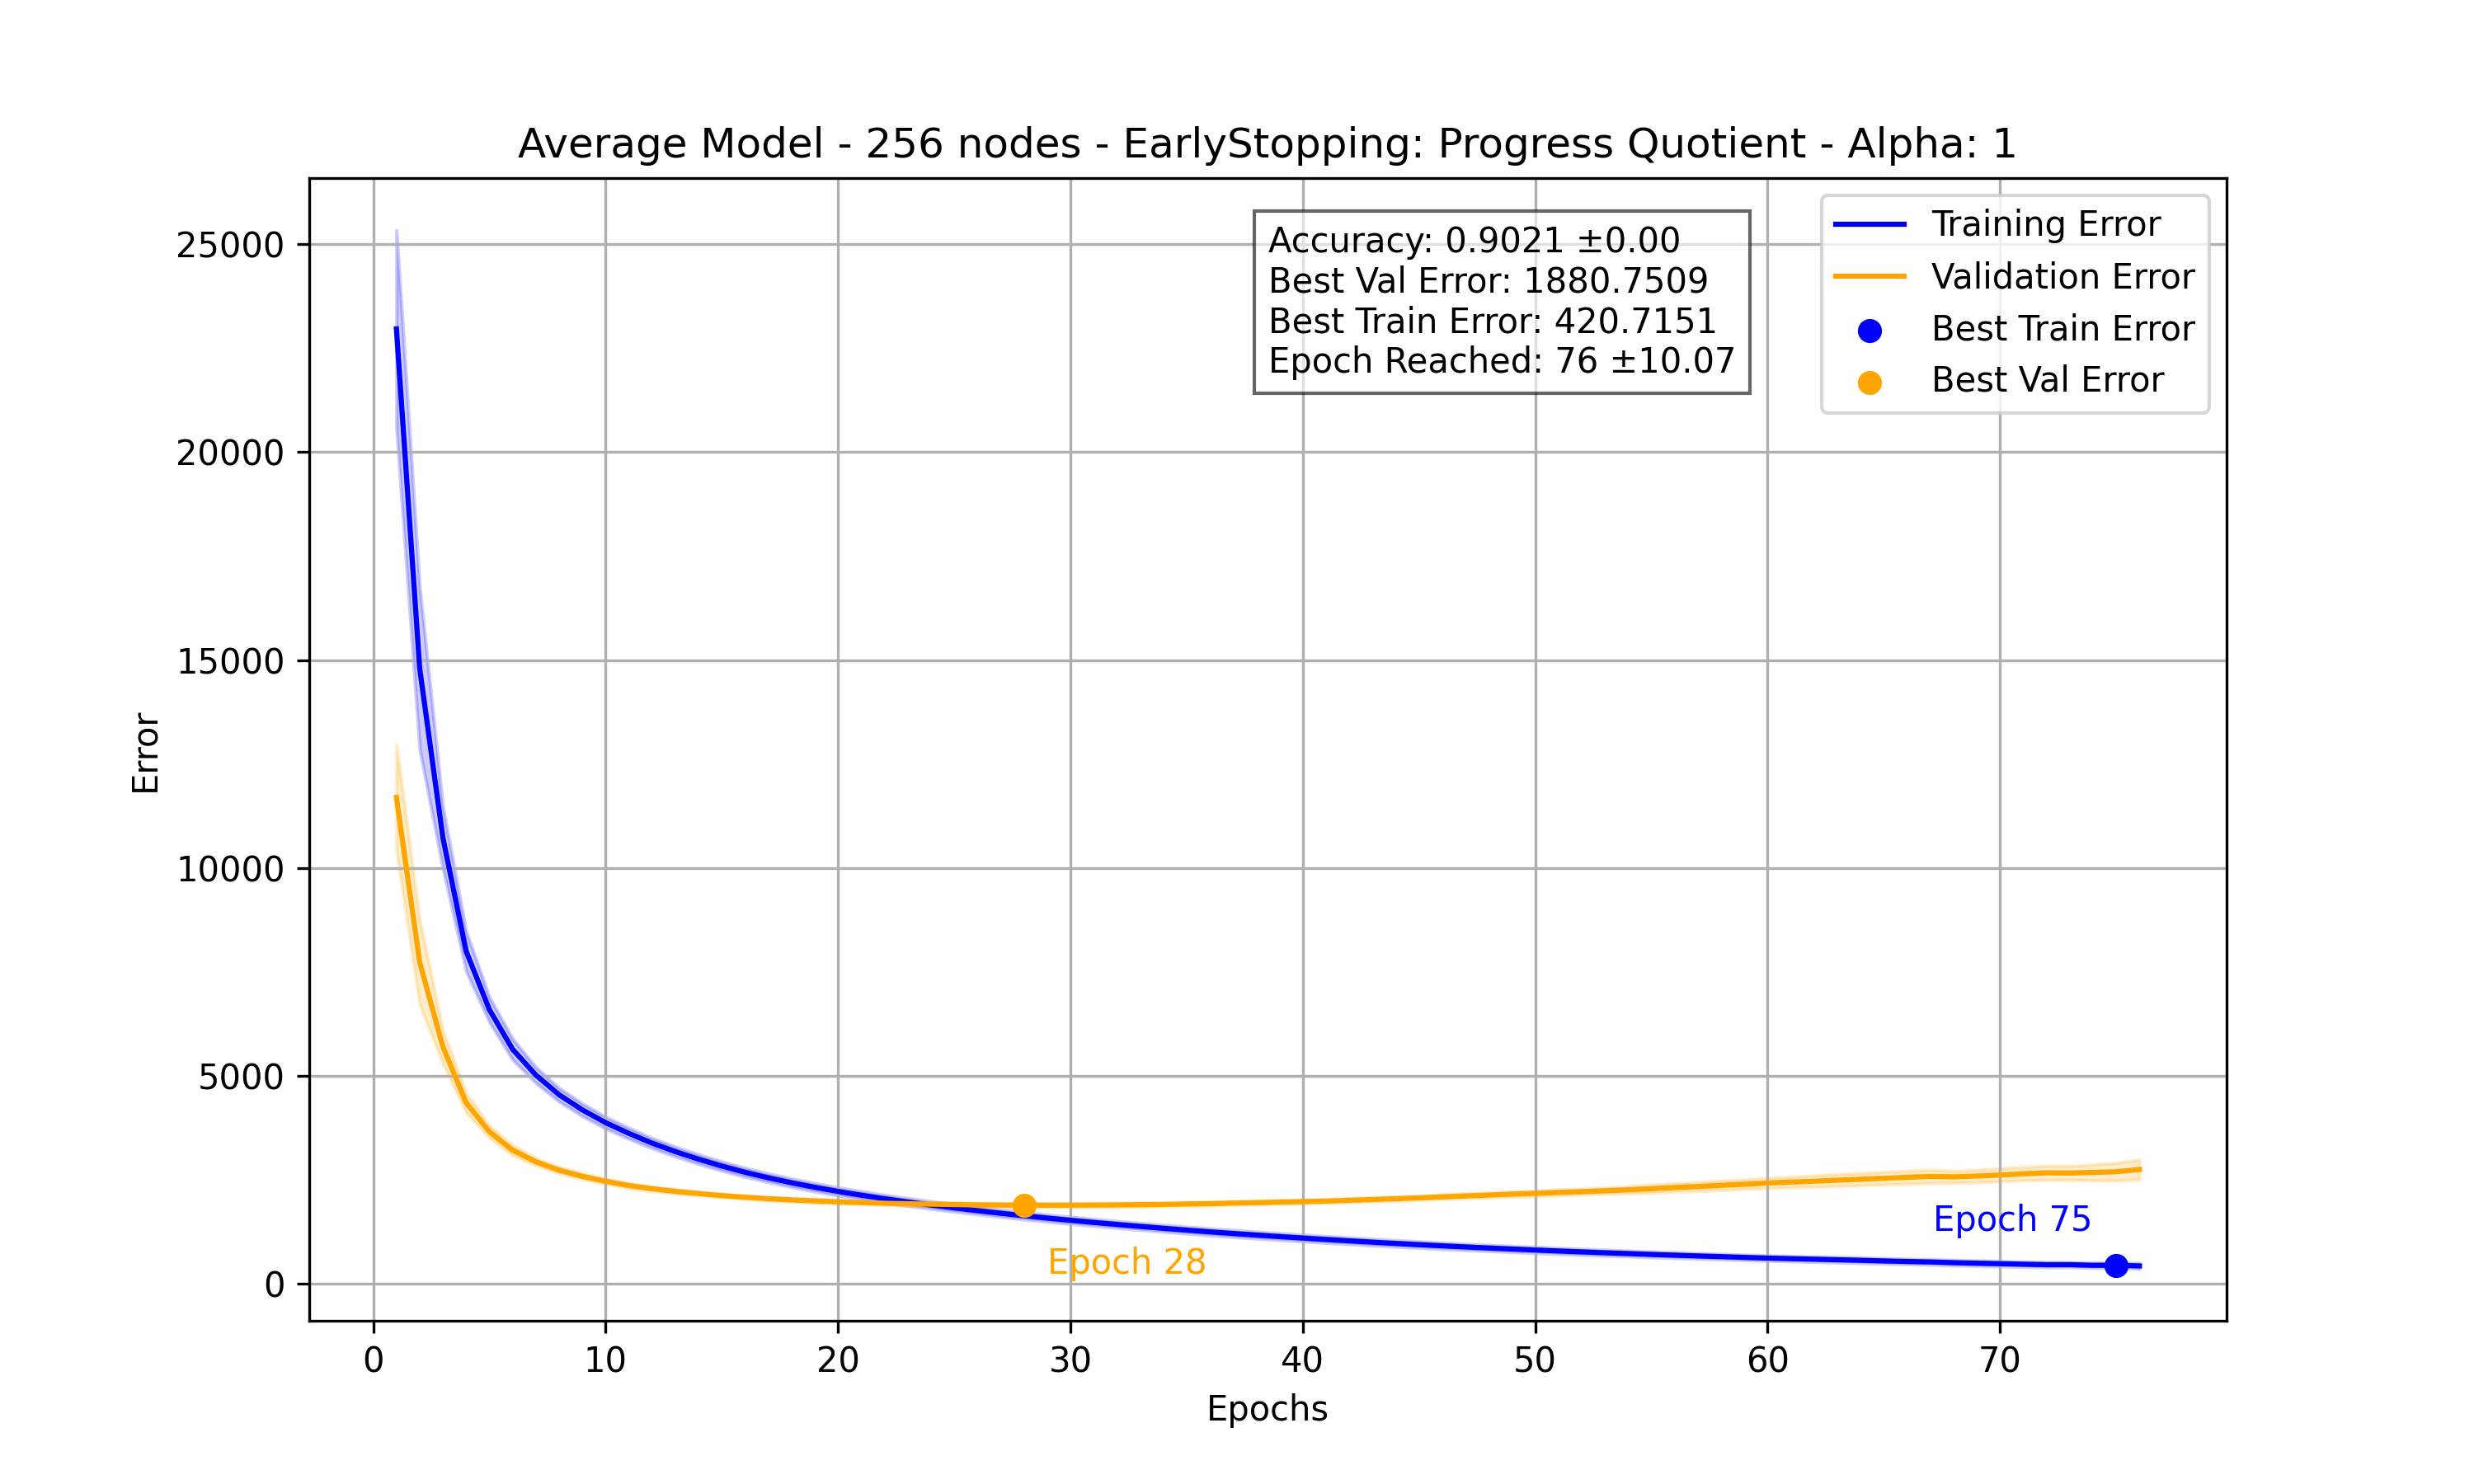 Average Model - 256 nodes - EarlyStopping: Progress Quotient - Alpha: 1
Accuracy: 0.9021 ±0.00
Best Val Error: 1880.7509
Best Train Error: 420.7151
Epoch Reached: 76 ±10.07
Training Error
Validation Error
Best Train Error
Best Val Error
25000
20000
15000
10000
5000
0
Error
Epoch 75
Epoch 28
0 10 20 30 40 50 60 70
Epochs